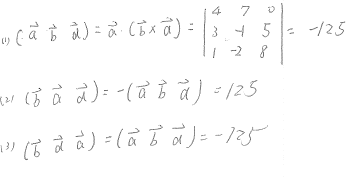 (1) (a⃗ b⃗ d⃗) = a⃗ · (b⃗ × d⃗) = | 4 7 0 | = -125
| 3 -1 5 |
| 1 -2 8 |
(2) (b⃗ a⃗ d⃗) = -(a⃗ b⃗ d⃗) = 125
(3) (b⃗ d⃗ a⃗) = (a⃗ b⃗ d⃗) = -125